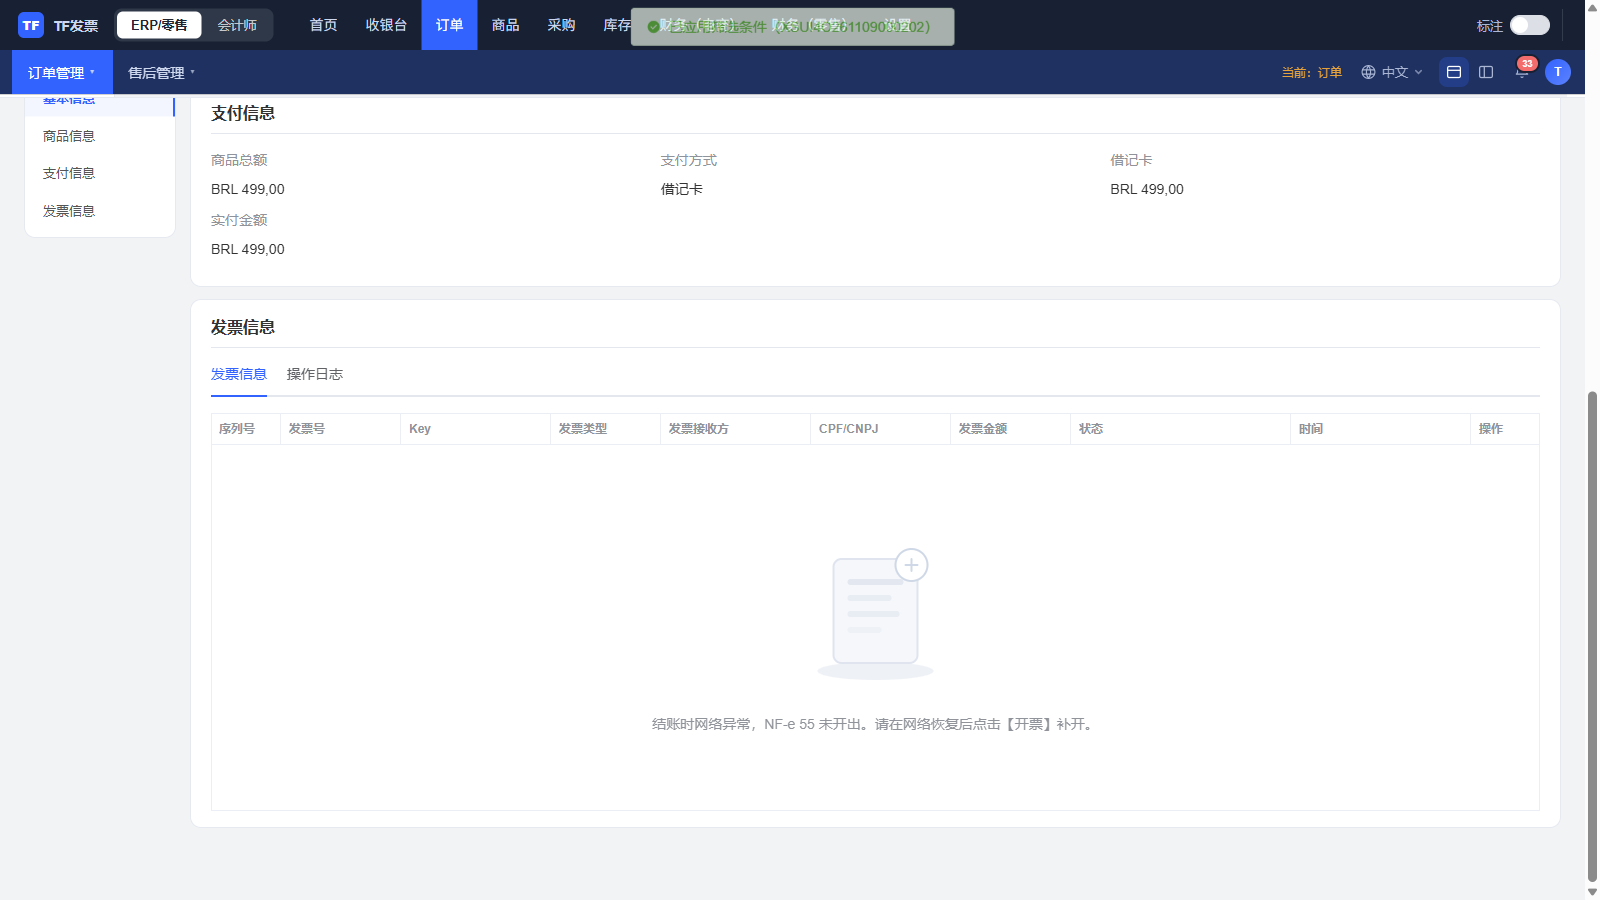 TF TF发票 ERP/零售 会计师 首页 收银台 订单 商品 采购 库存 标注
订单管理 售后管理 当前：订单 中文 33 T
基本信息
商品信息
支付信息
发票信息
支付信息
商品总额 支付方式 借记卡
BRL 499,00 借记卡 BRL 499,00
实付金额
BRL 499,00
发票信息
发票信息 操作日志
序列号 发票号 Key 发票类型 发票接收方 CPF/CNPJ 发票金额 状态 时间 操作
结账时网络异常，NF-e 55 未开出。请在网络恢复后点击【开票】补开。